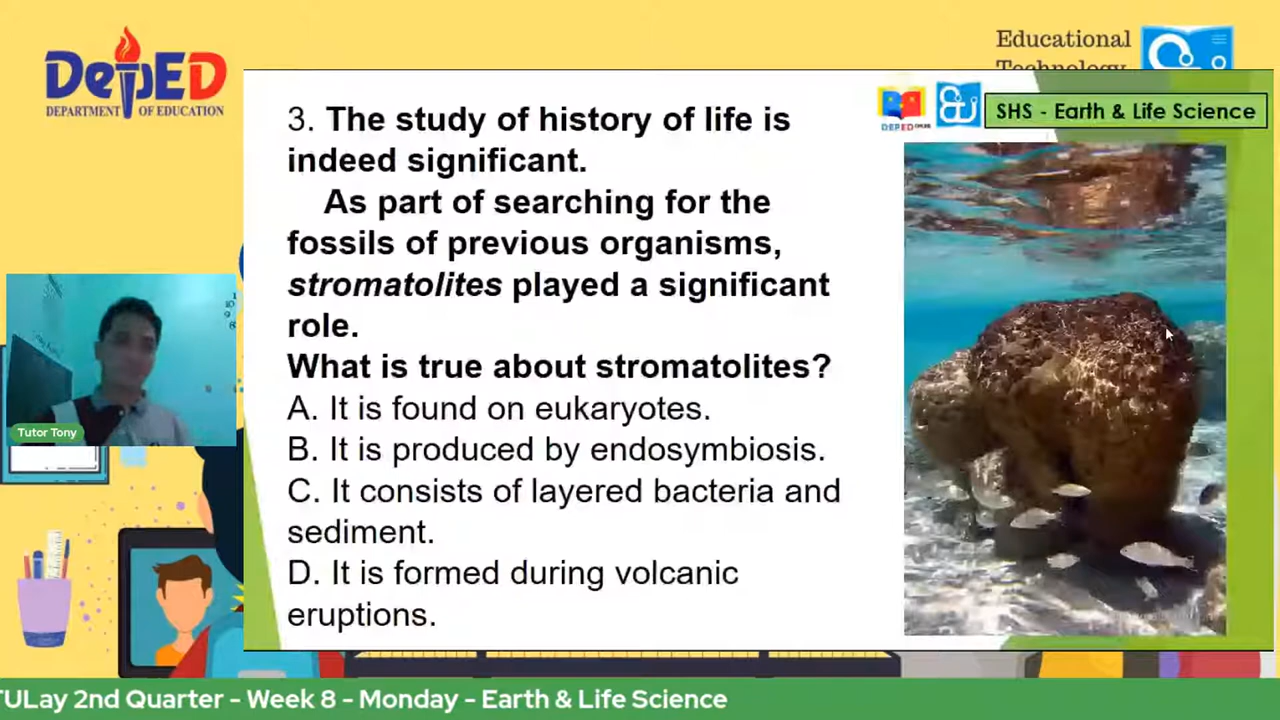 DepED
DEPARTMENT OF EDUCATION
Educational
Technology
DEPED
SHS - Earth & Life Science
3. The study of history of life is
indeed significant.
As part of searching for the
fossils of previous organisms,
stromatolites played a significant
role.
What is true about stromatolites?
A. It is found on eukaryotes.
B. It is produced by endosymbiosis.
C. It consists of layered bacteria and
sediment.
D. It is formed during volcanic
eruptions.
Tutor Tony
TULay 2nd Quarter - Week 8 - Monday - Earth & Life Science